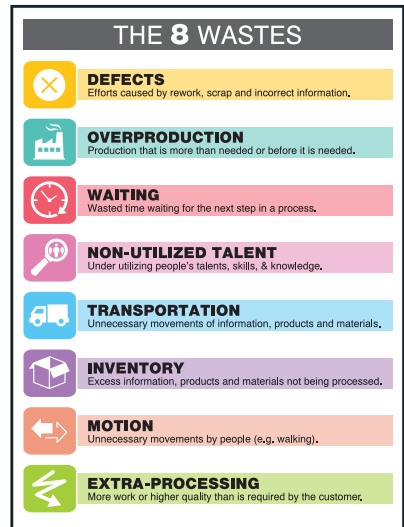 THE 8 WASTES
DEFECTS
Efforts caused by rework, scrap and incorrect information.
OVERPRODUCTION
Production that is more than needed or before it is needed.
WAITING
Wasted time waiting for the next step in a process.
NON-UTILIZED TALENT
Under utilizing people's talents, skills, & knowledge.
TRANSPORTATION
Unnecessary movements of information, products and materials.
INVENTORY
Excess information, products and materials not being processed.
MOTION
Unnecessary movements by people (e.g. walking).
EXTRA-PROCESSING
More work or higher quality than is required by the customer.